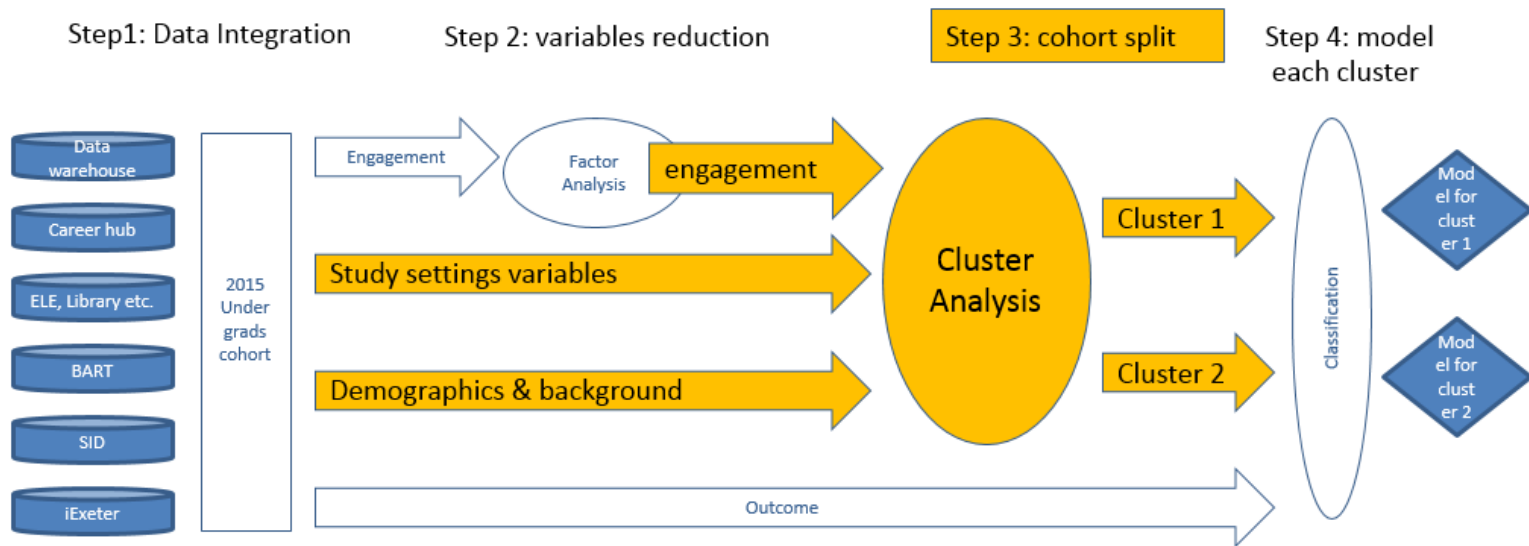 Step1: Data Integration
Step 2: variables reduction
Step 3: cohort split
Step 4: model
each cluster
Data
warehouse
Career hub
ELE, Library etc.
BART
SID
iExeter
2015
Under
grads
cohort
Engagement
Factor
Analysis
engagement
Study settings variables
Demographics & background
Outcome
Cluster
Analysis
Cluster 1
Cluster 2
Classification
Mod
el for
clust
er 1
Mod
el for
clust
er 2